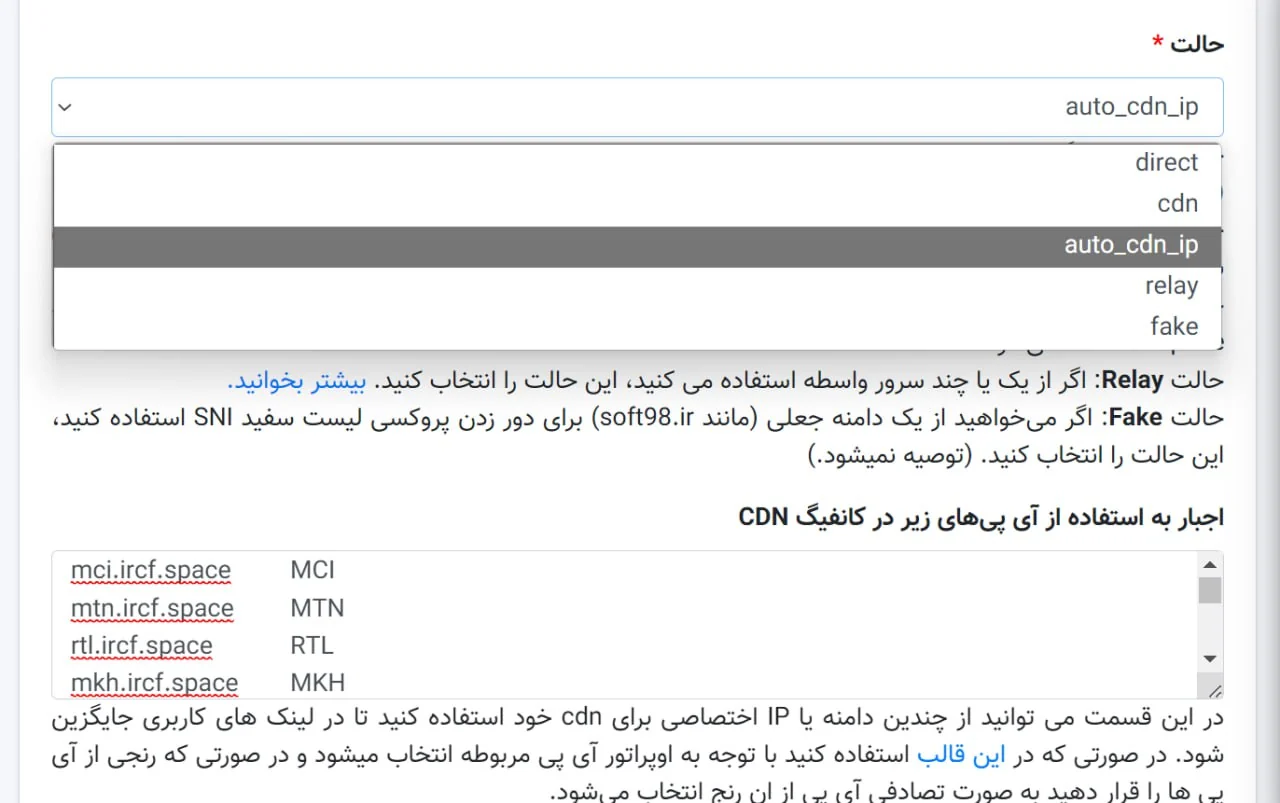 حالت *
auto_cdn_ip
direct
cdn
auto_cdn_ip
relay
fake
حالت Relay: اگر از یک یا چند سرور واسطه استفاده می کنید، این حالت را انتخاب کنید. بیشتر بخوانید.
حالت Fake: اگر می‌خواهید از یک دامنه جعلی (مانند soft98.ir) برای دور زدن پروکسی لیست سفید SNI استفاده کنید،
این حالت را انتخاب کنید. (توصیه نمیشود.)
اجبار به استفاده از آی پی‌های زیر در کانفیگ CDN
mci.ircf.space MCI
mtn.ircf.space MTN
rtl.ircf.space RTL
mkh.ircf.space MKH
در این قسمت می توانید از چندین دامنه یا IP اختصاصی برای cdn خود استفاده کنید تا در لینک های کاربری جایگزین
شود. در صورتی که در این قالب استفاده کنید با توجه به اوپراتور آی پی مربوطه انتخاب میشود و در صورتی که رنجی از آی
پی ها را قرار دهید به صورت تصادفی آی پی از ان رنج انتخاب می‌شود.